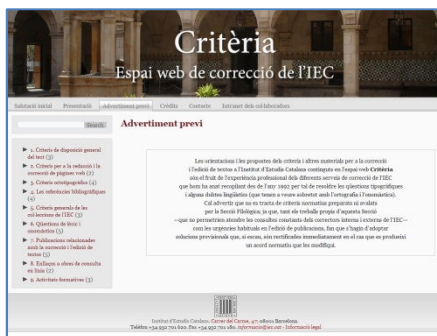 Critèria
Espai web de correcció de l'IEC
Salutació inicial Presentació Advertiment previ Crèdits Contacte Intranet dels col·laboradors
Search
Advertiment previ
1. Criteris de disposició general
del text (3)
2. Criteris per a la redacció i la
correcció de pàgines web (2)
3. Criteris ortotipogràfics (4)
4. Les referències bibliogràfiques
(4)
5. Criteris generals de les
col·leccions de l'IEC (3)
6. Qüestions de lèxic i
onomàstica (5)
7. Publicacions relacionades
amb la correcció i l'edició de
textos (5)
8. Enllaços a obres de consulta
en línia (2)
9. Activitats formatives (3)
Les orientacions i les propostes dels criteris i altres materials per a la correcció
i l'edició de textos a l'Institut d'Estudis Catalans continguts en l'espai web Critèria
són el fruit de l'experiència professional dels diferents serveis de correcció de l'IEC
que hom ha anat recopilant des de l'any 1992 per tal de resoldre les qüestions tipogràfiques
i alguns dubtes lingüístics (que tenen a veure sobretot amb l'ortografia i l'onomàstica).
Cal advertir que no es tracta de criteris normatius preparats ni avalats
per la Secció Filològica; ja que, tant els treballs propis d'aquesta Secció
—que no permetrien atendre les consultes constants dels correctors interns i externs de l'IEC—
com les urgències habituals en l'edició de publicacions, fan que s'hagin d'adoptar
solucions provisionals que, si escau, són rectificades immediatament en el cas que es produeixi
un acord normatiu que les modifiqui.
Institut d'Estudis Catalans. Carrer del Carme, 47; 08001 Barcelona.
Telèfon +34 932 701 620. Fax +34 932 701 180. informacio@iec.cat - Informació legal